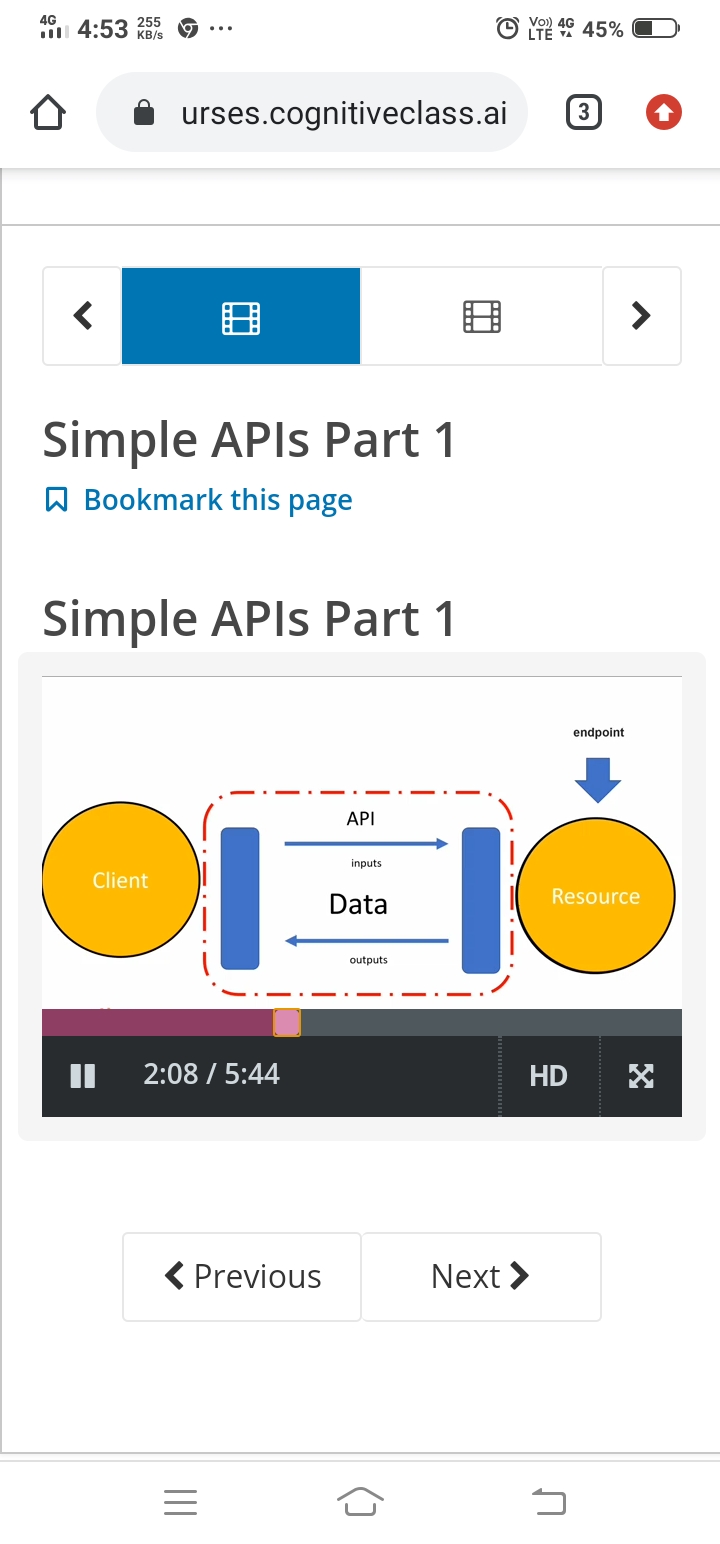 4G 4:53 255 KB/s ... Vo)) LTE 4G 45%
urses.cognitiveclass.ai 3
Simple APIs Part 1
Bookmark this page
Simple APIs Part 1
endpoint
API
inputs
Client
Data
Resource
outputs
2:08 / 5:44 HD
Previous Next